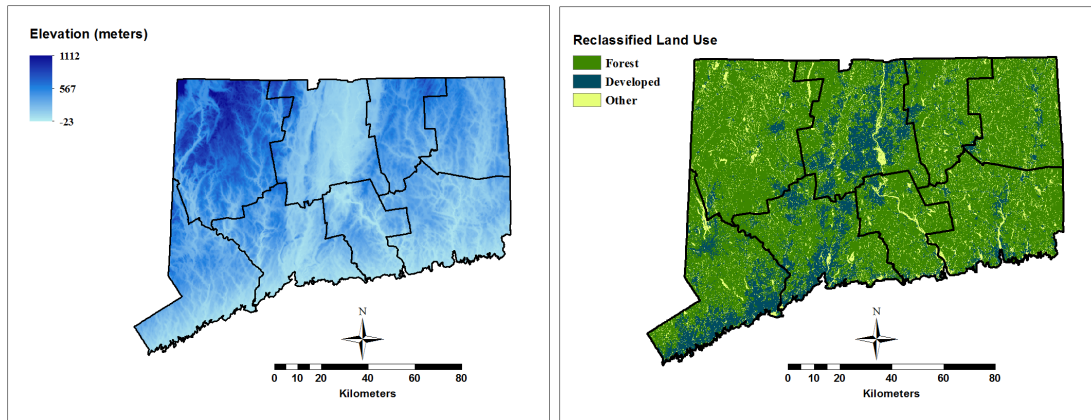 Elevation (meters)
1112
567
-23
N
0 10 20 40 60 80
Kilometers
Reclassified Land Use
Forest
Developed
Other
N
0 10 20 40 60 80
Kilometers